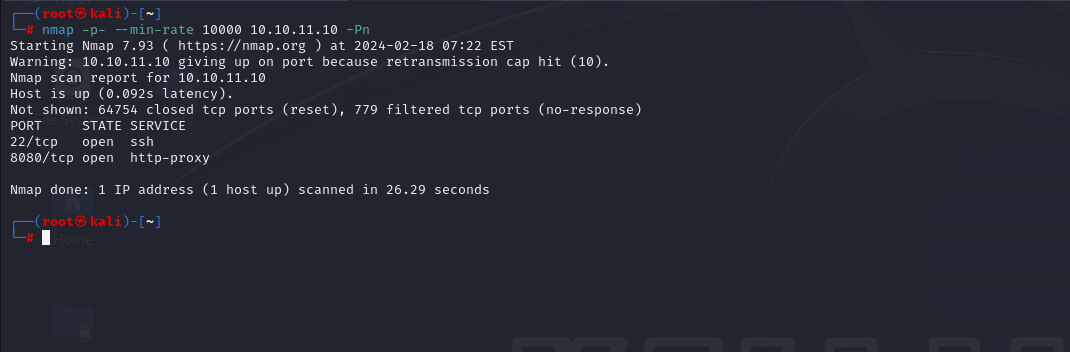 ┌──(root㉿kali)-[~]
└─# nmap -p- --min-rate 10000 10.10.11.10 -Pn
Starting Nmap 7.93 ( https://nmap.org ) at 2024-02-18 07:22 EST
Warning: 10.10.11.10 giving up on port because retransmission cap hit (10).
Nmap scan report for 10.10.11.10
Host is up (0.092s latency).
Not shown: 64754 closed tcp ports (reset), 779 filtered tcp ports (no-response)
PORT     STATE SERVICE
22/tcp   open  ssh
8080/tcp open  http-proxy
Nmap done: 1 IP address (1 host up) scanned in 26.29 seconds
┌──(root㉿kali)-[~]
└─#
Home